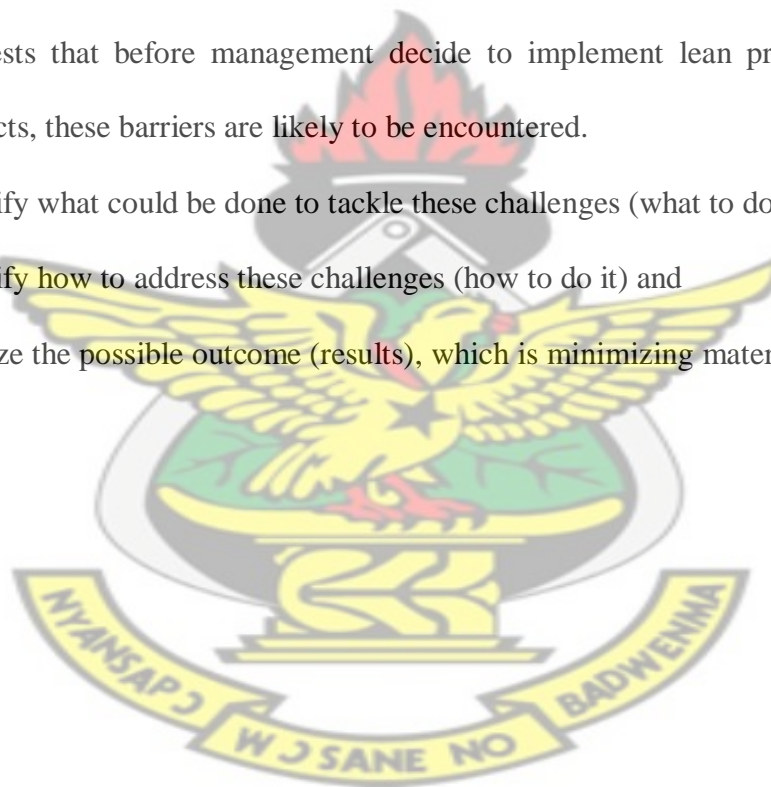 ests that before management decide to implement lean pr
cts, these barriers are likely to be encountered.
ify what could be done to tackle these challenges (what to do
ify how to address these challenges (how to do it) and
ze the possible outcome (results), which is minimizing mater
NYANSAPƆ
WƆSANE NO
BADWENMA